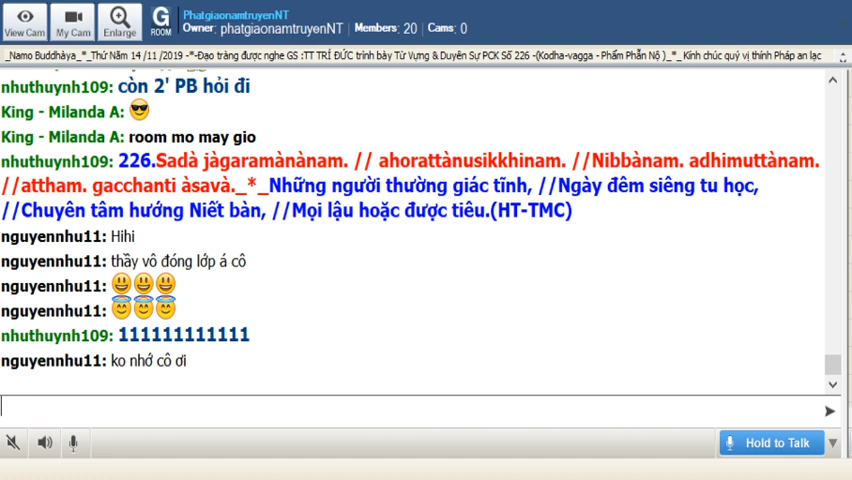 View Cam
My Cam
Enlarge
G
ROOM
PhatgiaonamtruyenNT
Owner: phatgiaonamtruyenNT | Members: 20 | Cams: 0
_Namo Buddhàya_*_Thứ Năm 14 /11 /2019 -*-Đạo tràng được nghe GS :TT TRÍ ĐỨC trình bày Từ Vựng & Duyên Sự PCK Số 226 -(Kodha-vagga - Phẩm Phẫn Nộ )_*_ Kính chúc quý vị thính Pháp an lạc
nhuthuynh109: còn 2' PB hỏi đi
King - Milanda A:
King - Milanda A: room mo may gio
nhuthuynh109: 226.Sadà jàgaramànànam. // ahorattànusikkhinam. //Nibbànam. adhimuttànam.
//attham. gacchanti àsavà._*_Những người thường giác tĩnh, //Ngày đêm siêng tu học,
//Chuyên tâm hướng Niết bàn, //Mọi lậu hoặc được tiêu.(HT-TMC)
nguyennhu11: Hihi
nguyennhu11: thầy vô đóng lớp á cô
nguyennhu11:
nguyennhu11:
nhuthuynh109: 111111111111
nguyennhu11: ko nhớ cô ơi
Hold to Talk